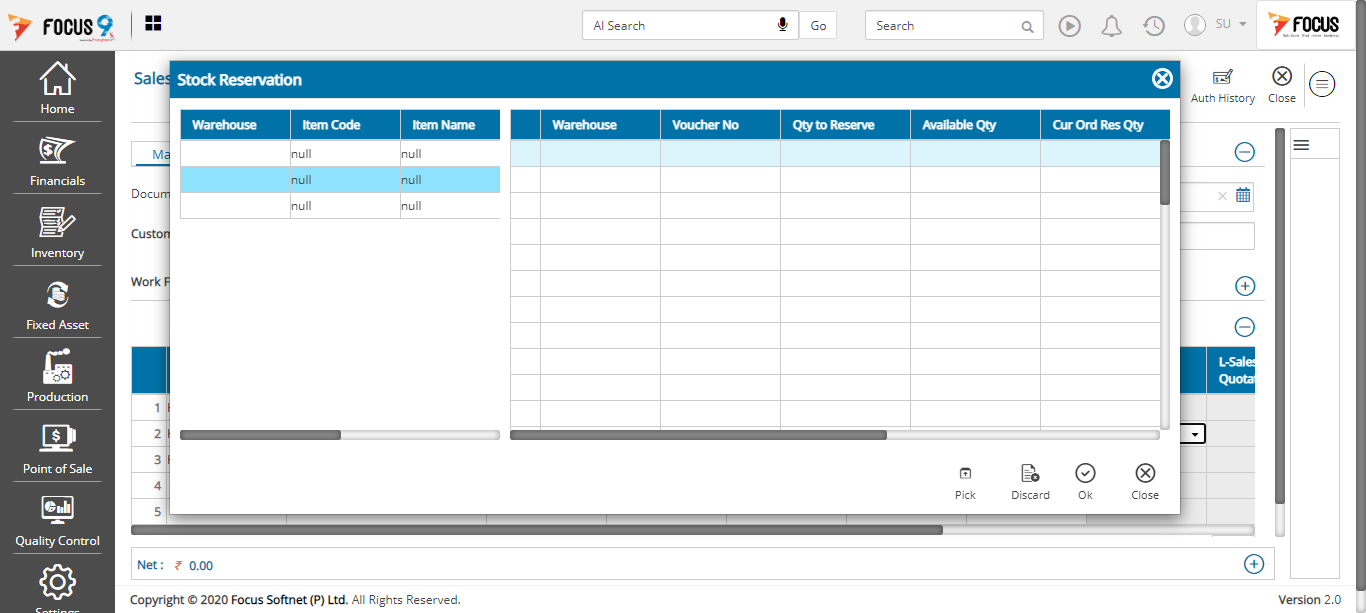 FOCUS 9
AI Search
Go
Search
SU
FOCUS
Home
Financials
Inventory
Fixed Asset
Production
Point of Sale
Quality Control
Settings
Sales
Auth History
Close
Ma
Docum
Custom
Work F
Stock Reservation
Warehouse Item Code Item Name
null null
null null
null null
Warehouse Voucher No Qty to Reserve Available Qty Cur Ord Res Qty
Pick Discard Ok Close
L-Sales
Quotat
1
2
3
4
5
Net : ₹ 0.00
Copyright © 2020 Focus Softnet (P) Ltd. All Rights Reserved.
Version 2.0